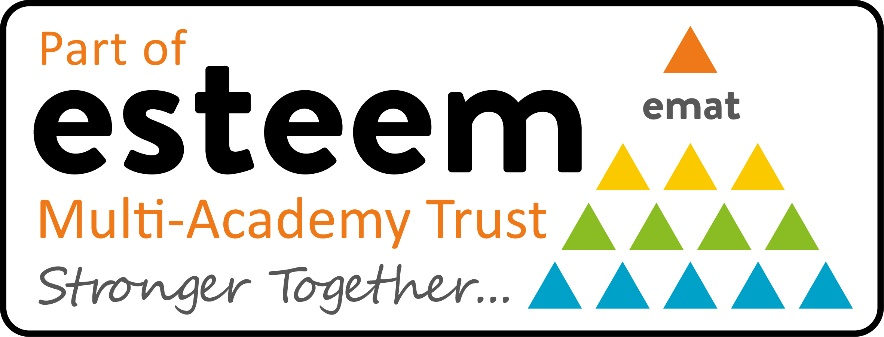 Part of
esteem
emat
Multi-Academy Trust
Stronger Together...